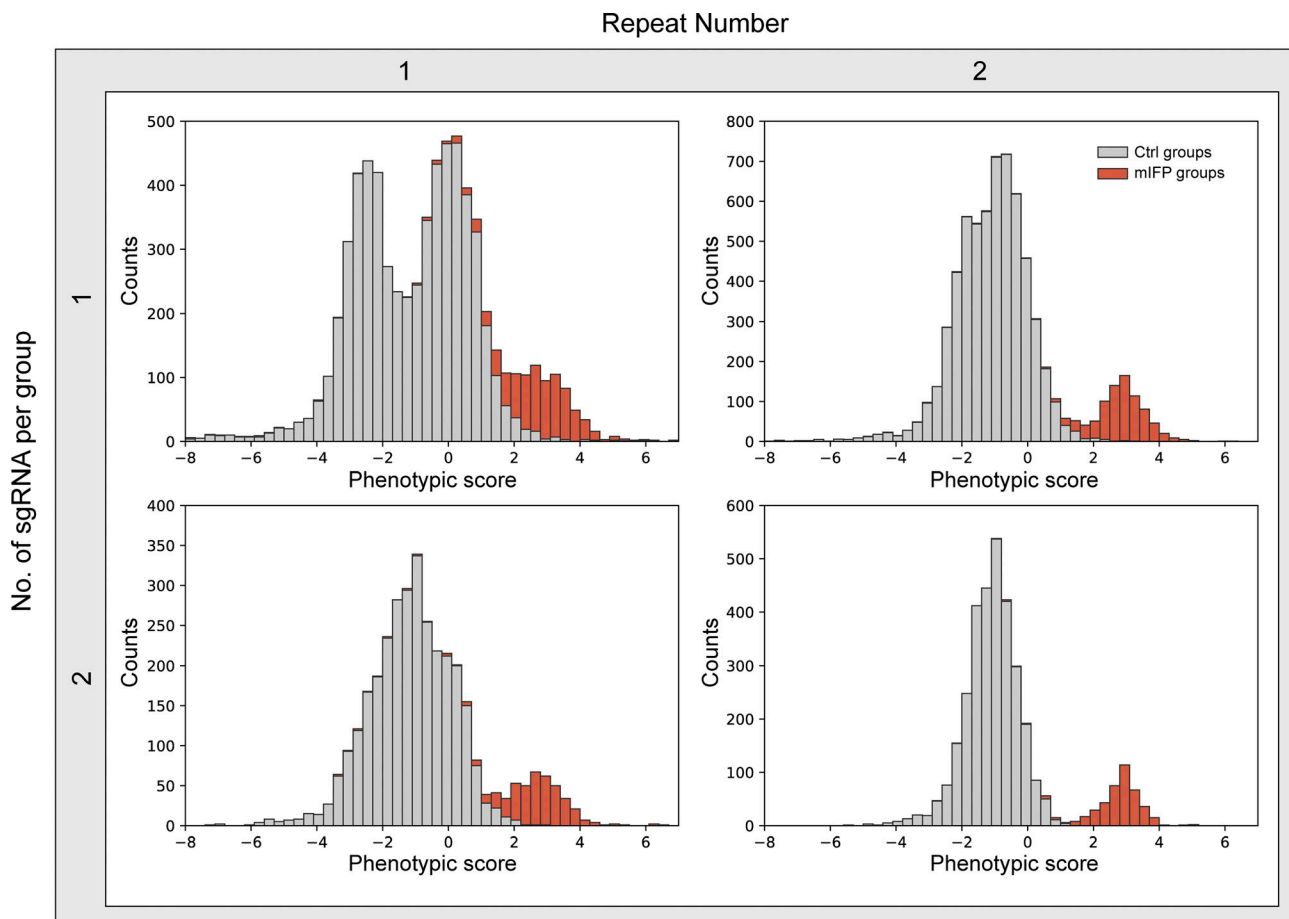 Repeat Number
1
2
No. of sgRNA per group
1
2
500
400
300
200
100
0
Counts
−8 −6 −4 −2 0 2 4 6
Phenotypic score
800
700
600
500
400
300
200
100
0
Counts
Ctrl groups
mIFP groups
−8 −6 −4 −2 0 2 4 6
Phenotypic score
400
350
300
250
200
150
100
50
0
Counts
−8 −6 −4 −2 0 2 4 6
Phenotypic score
600
500
400
300
200
100
0
Counts
−8 −6 −4 −2 0 2 4 6
Phenotypic score